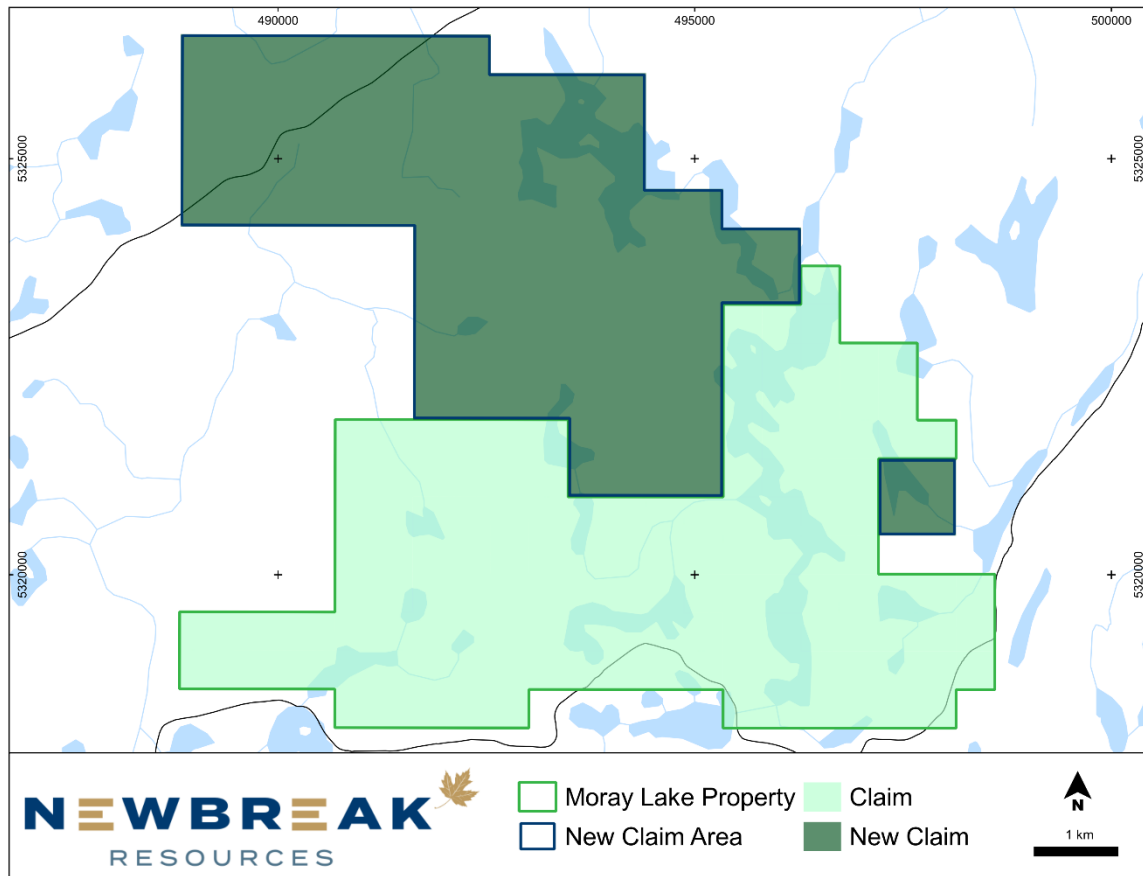 490000
495000
500000
5325000
5325000
5320000
5320000
NEWBREAK
RESOURCES
Moray Lake Property
New Claim Area
Claim
New Claim
N
1 km